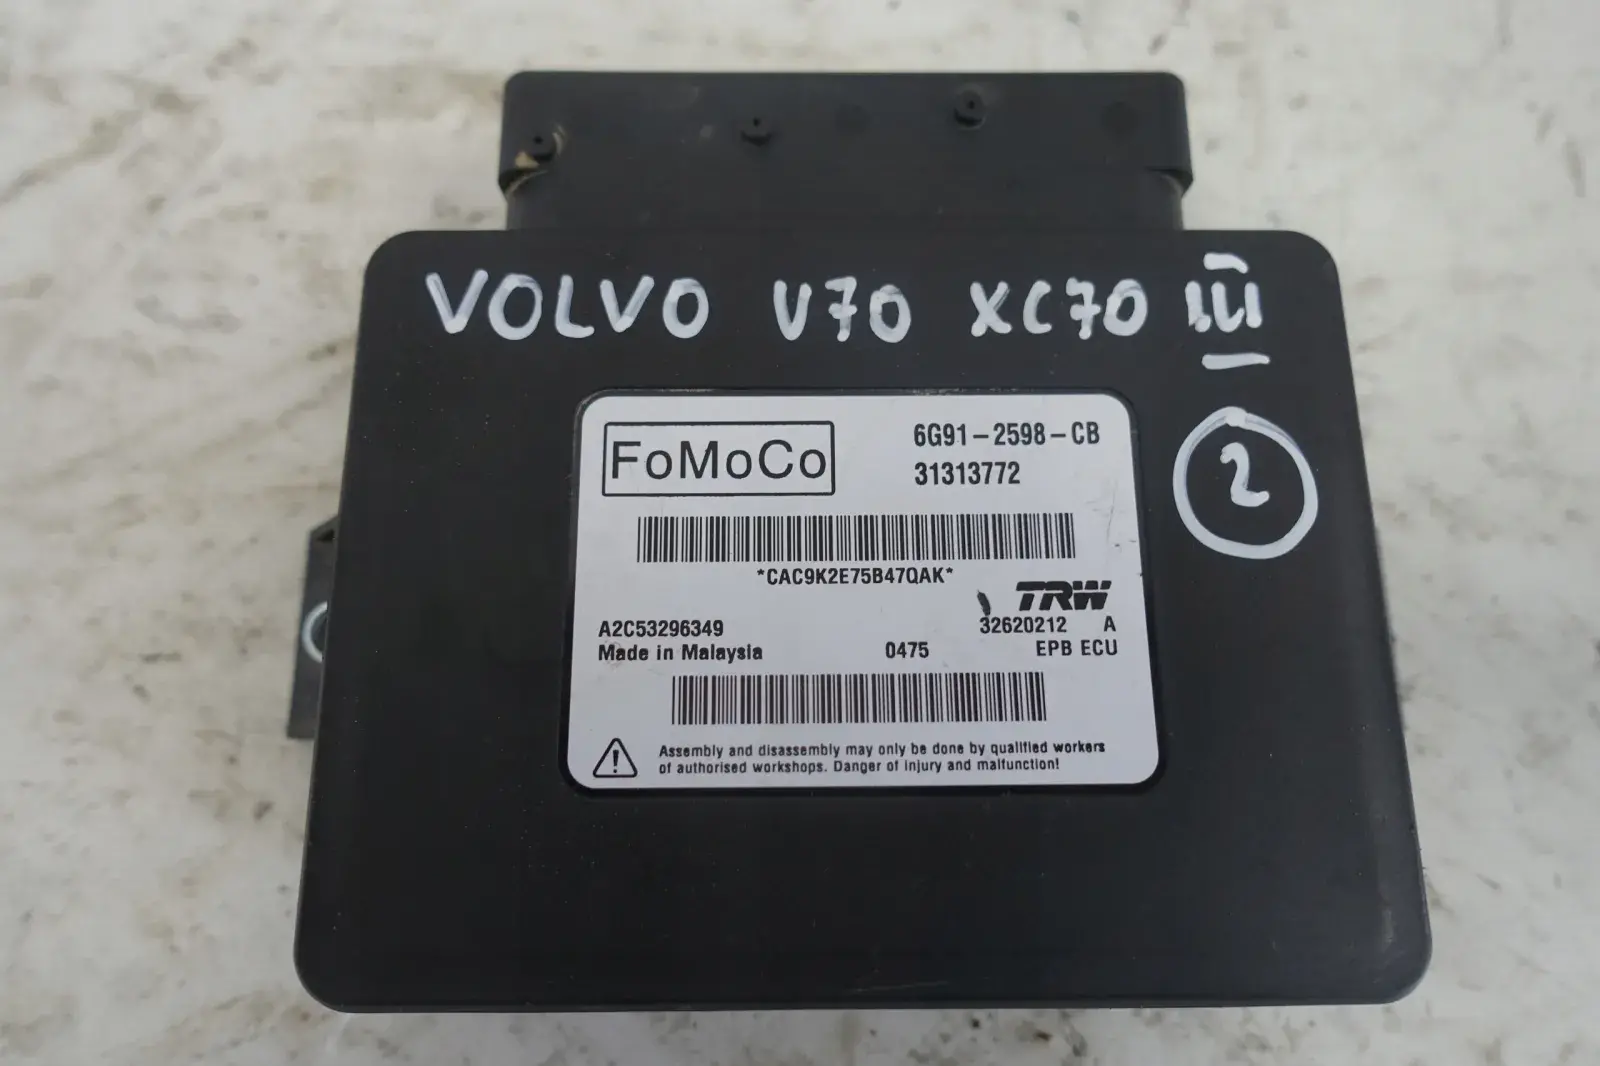 VOLVO V70 XC70 III
2
FoMoCo
6G91-2598-CB
31313772
*CAC9K2E75B47QAK*
TRW
A2C53296349 32620212 A
Made in Malaysia 0475 EPB ECU
Assembly and disassembly may only be done by qualified workers
of authorised workshops. Danger of injury and malfunction!